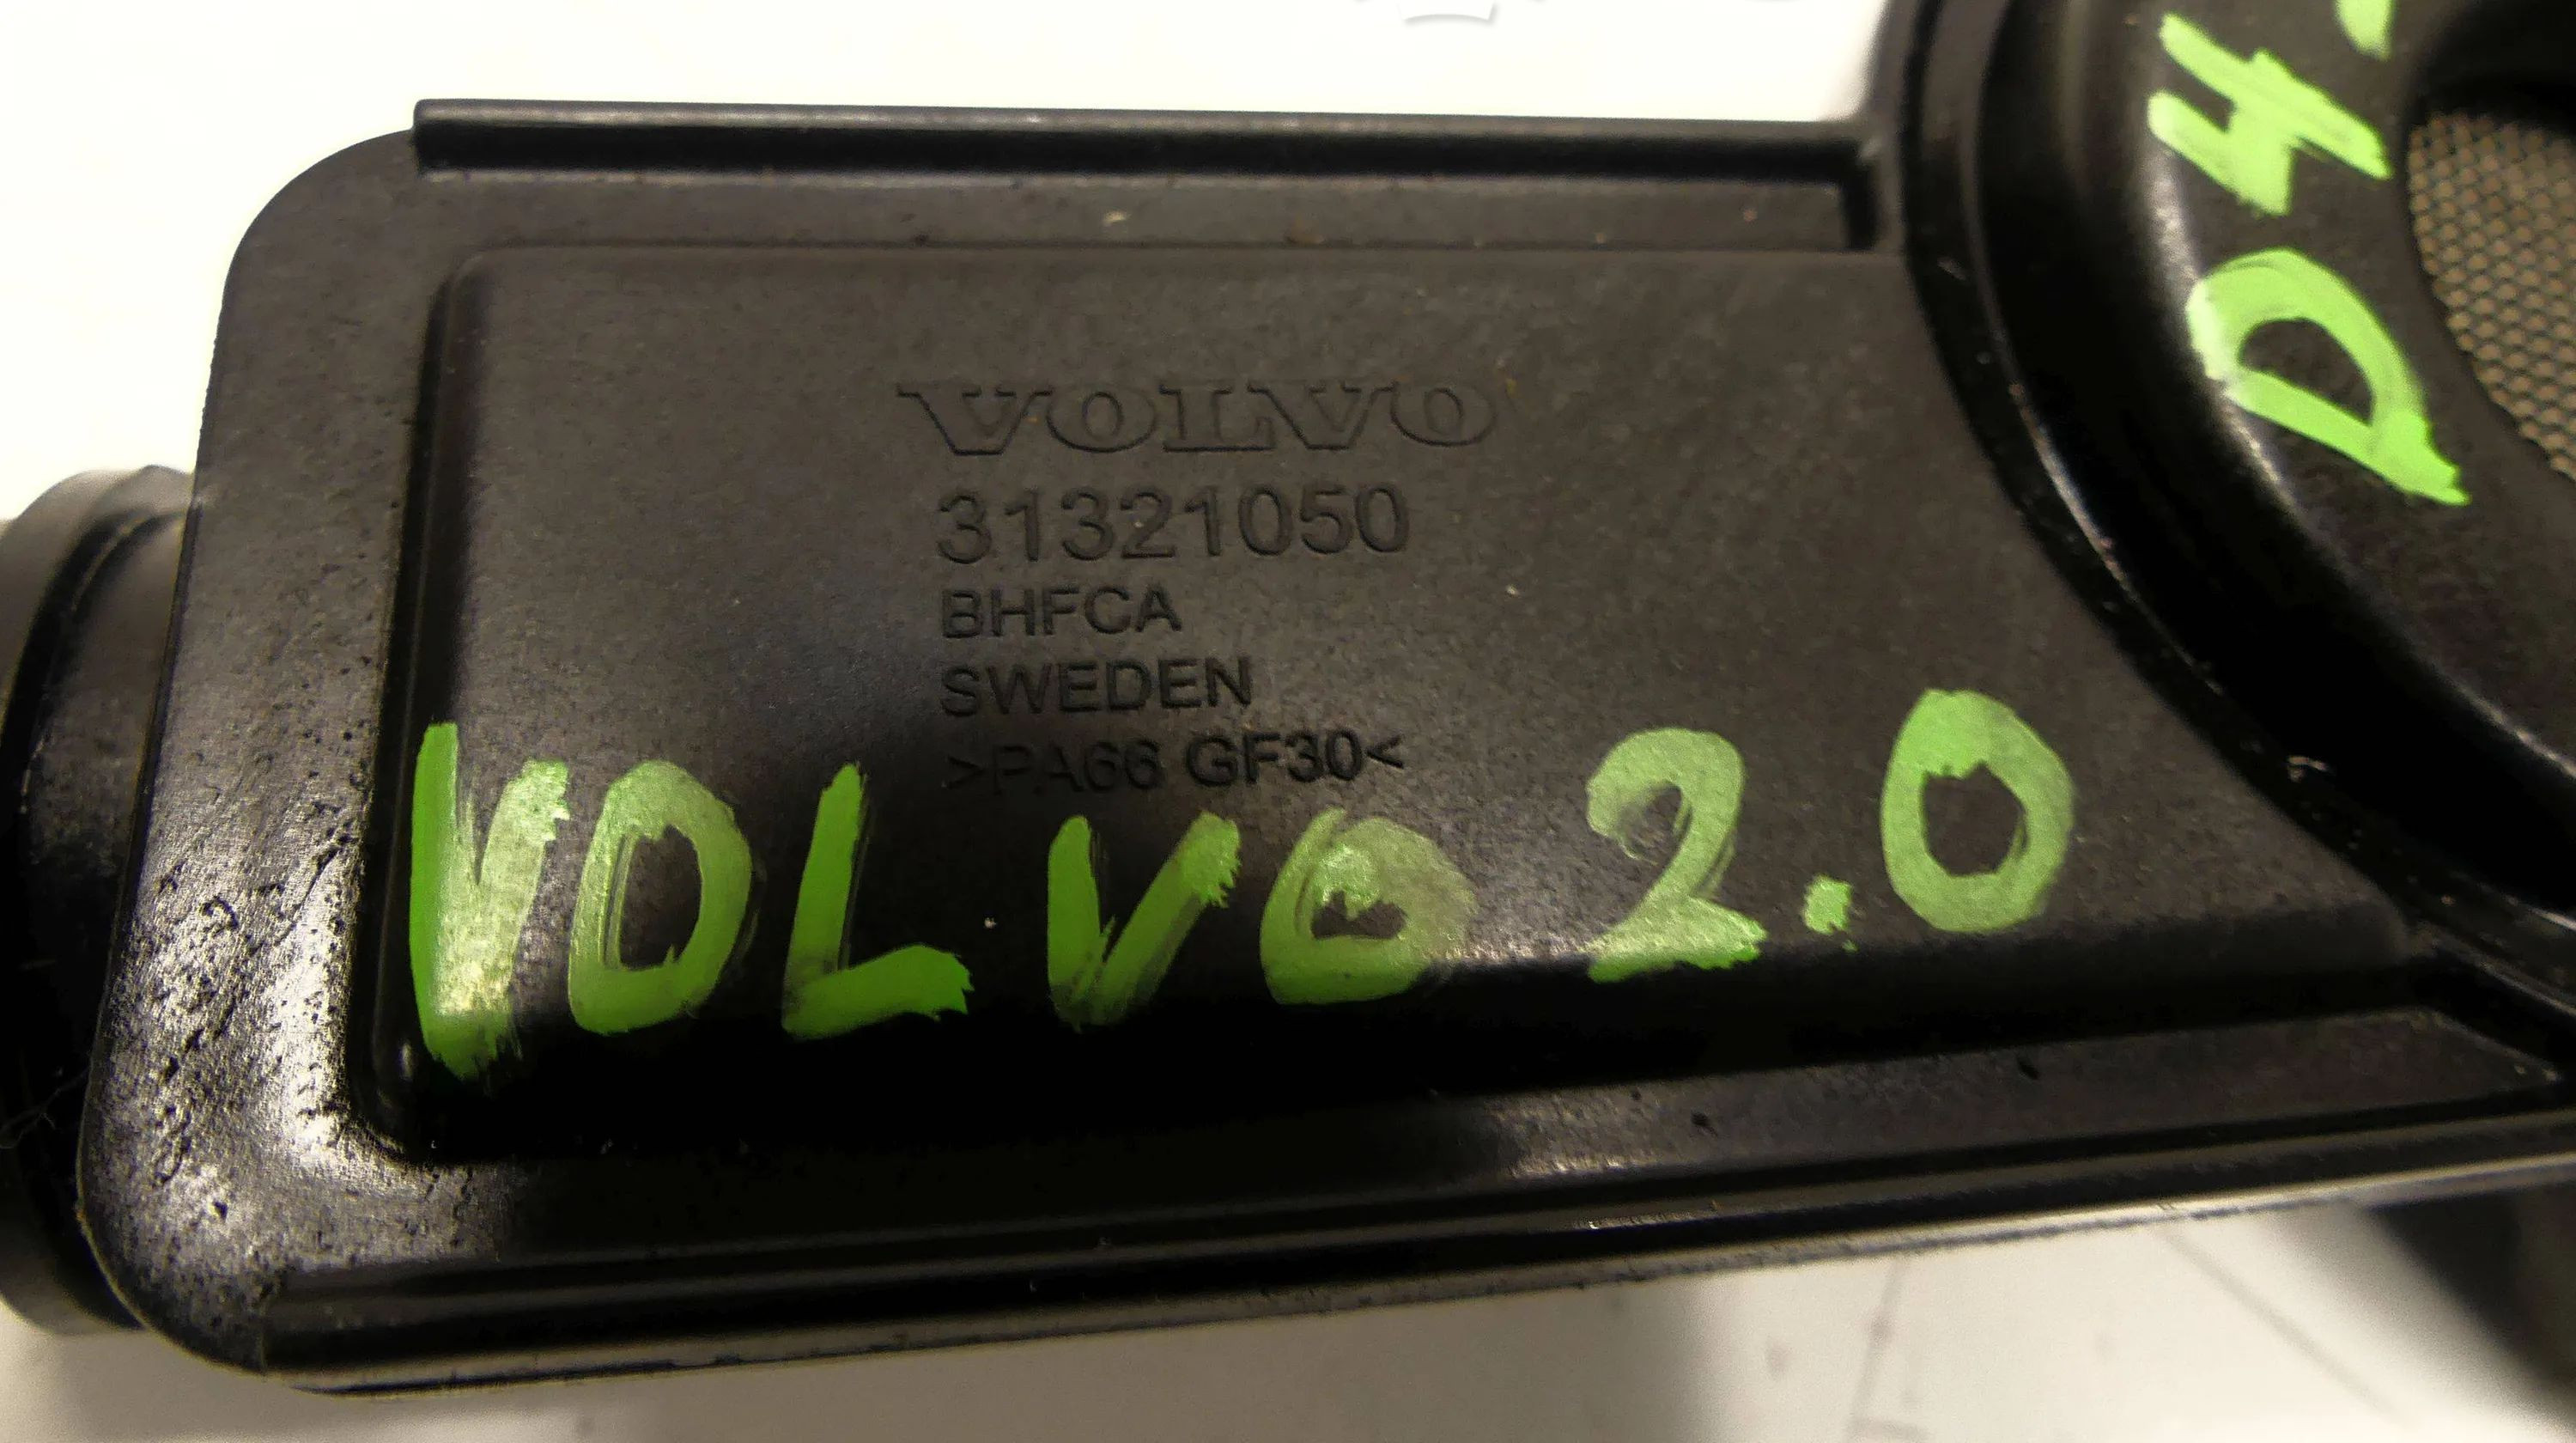 VOLVO
31321050
BHFCA
SWEDEN
>PA66 GF30<
VOLVO 2.0
D4